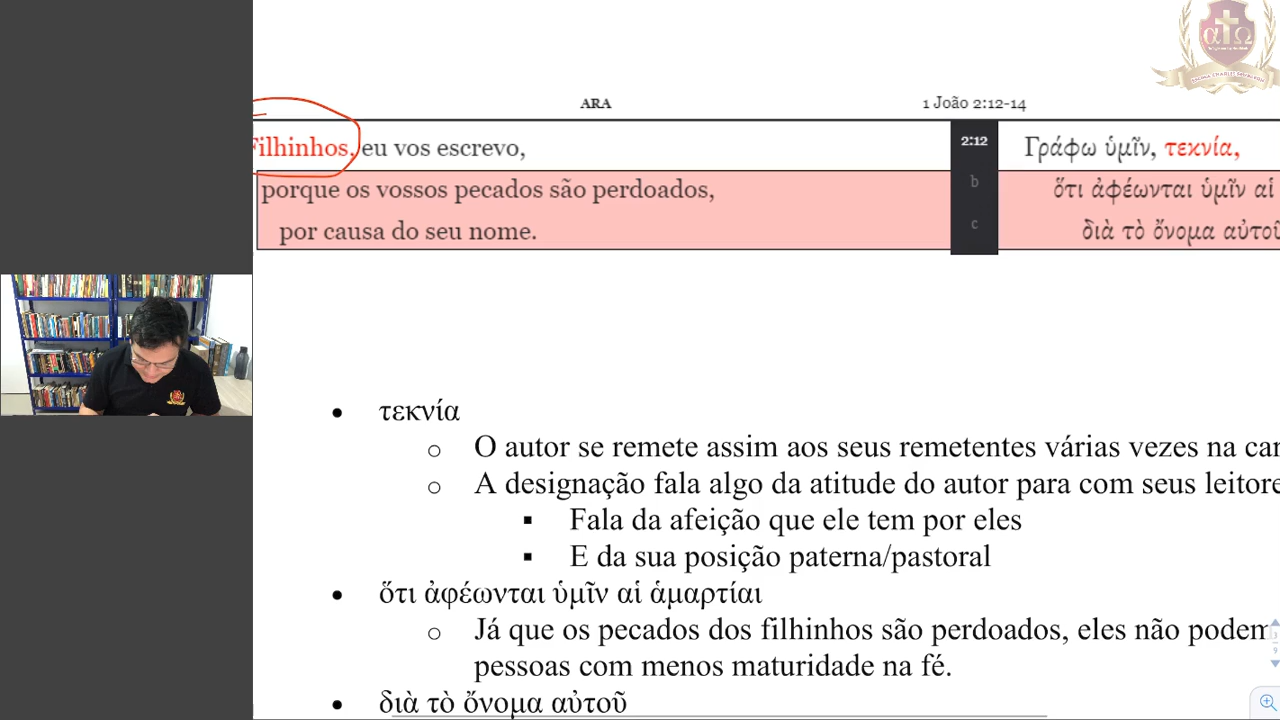 ARA
1 João 2:12-14
Filhinhos, eu vos escrevo,
2:12
Γράφω ὑμῖν, τεκνία,
porque os vossos pecados são perdoados,
b
ὅτι ἀφέωνται ὑμῖν αἱ
por causa do seu nome.
c
διὰ τὸ ὄνομα αὐτοῦ
• τεκνία
o O autor se remete assim aos seus remetentes várias vezes na
o A designação fala algo da atitude do autor para com seus
▪ Fala da afeição que ele tem por eles
▪ E da sua posição paterna/pastoral
• ὅτι ἀφέωνται ὑμῖν αἱ ἁμαρτίαι
o Já que os pecados dos filhinhos são perdoados, eles não podem
pessoas com menos maturidade na fé.
• διὰ τὸ ὄνομα αὐτοῦ